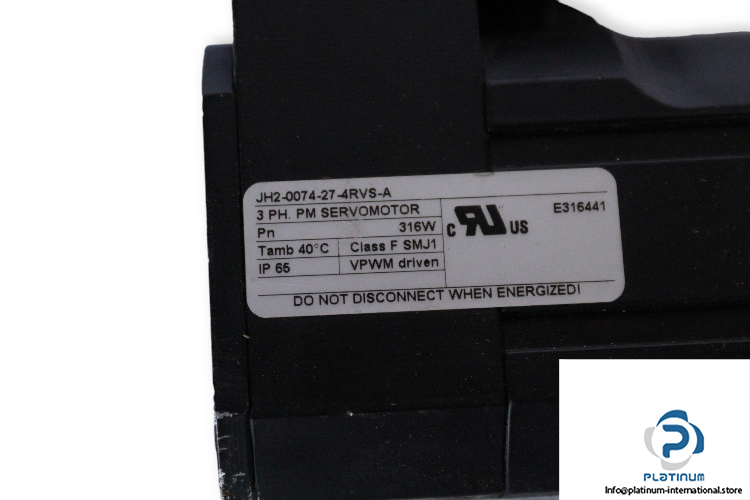 JH2-0074-27-4RVS-A
3 PH. PM SERVOMOTOR
Pn 316W
Tamb 40°C Class F SMJ1
IP 65 VPWM driven
c RU US E316441
DO NOT DISCONNECT WHEN ENERGIZED!
PLATINUM
Info@platinum-international.store